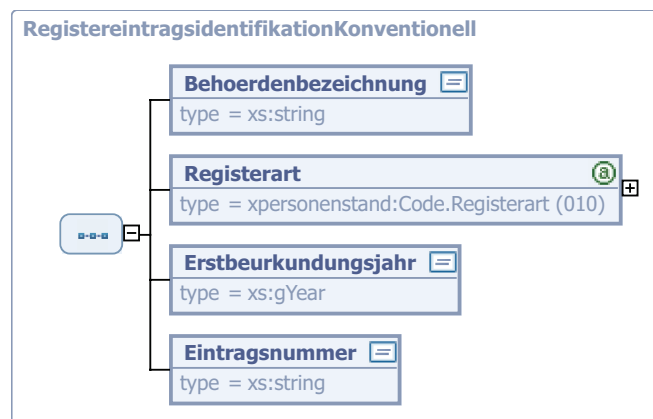 RegistereintragsidentifikationKonventionell
Behoerdenbezeichnung
type = xs:string
Registerart
type = xpersonenstand:Code.Registerart (010)
Erstbeurkundungsjahr
type = xs:gYear
Eintragsnummer
type = xs:string